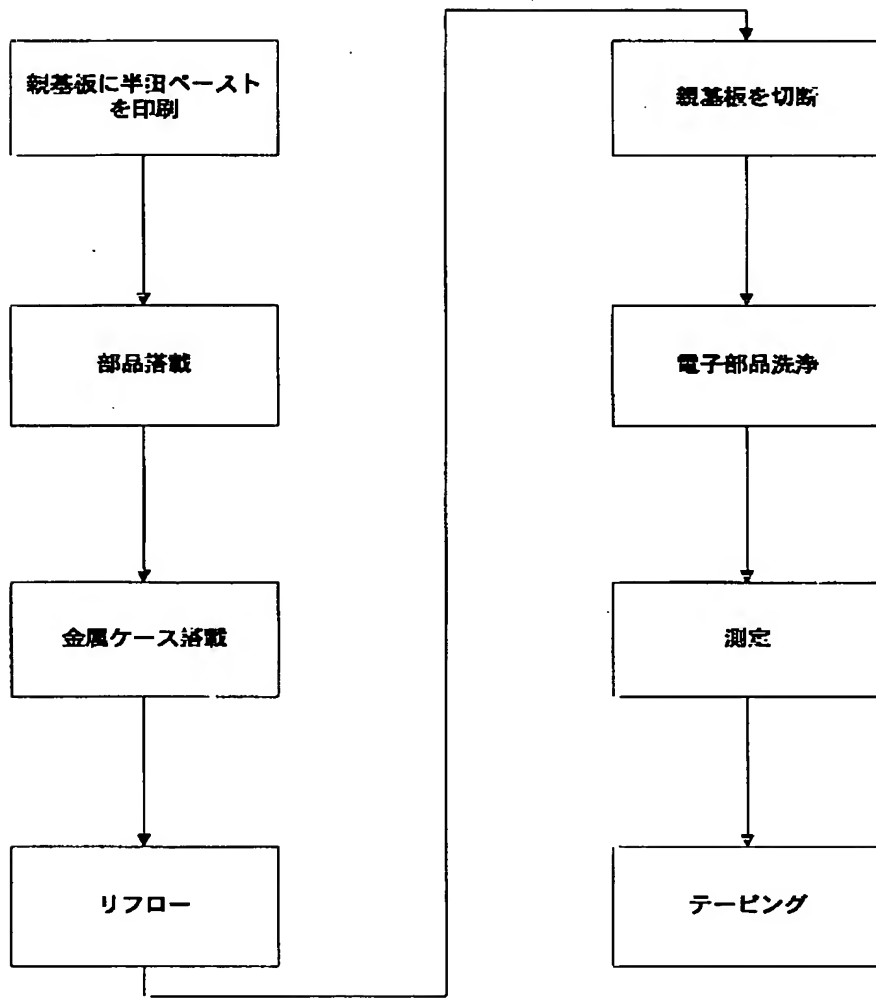 親基板に半田ペースト
を印刷
部品搭載
金属ケース搭載
リフロー
親基板を切断
電子部品洗浄
測定
テーピング